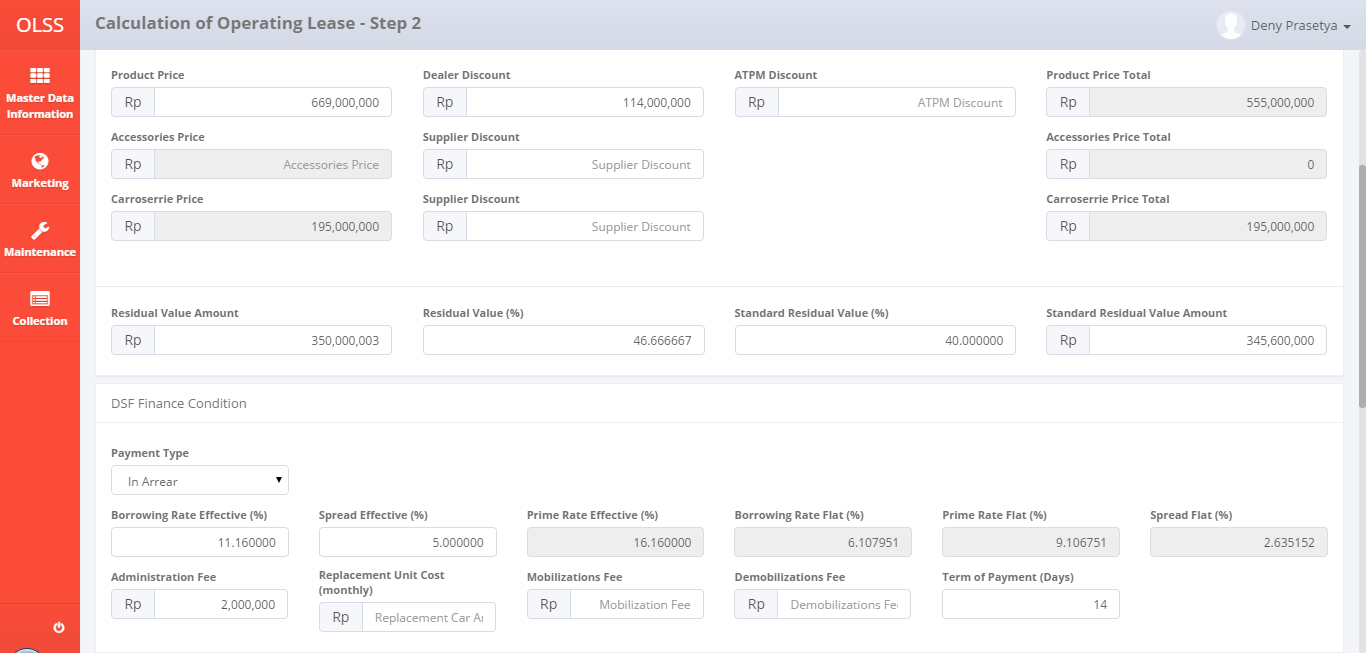 OLSS
Calculation of Operating Lease - Step 2
Deny Prasetya
Master Data
Information
Marketing
Maintenance
Collection
Product Price
Dealer Discount
ATPM Discount
Product Price Total
Rp 669,000,000
Rp 114,000,000
Rp ATPM Discount
Rp 555,000,000
Accessories Price
Supplier Discount
Accessories Price Total
Rp Accessories Price
Rp Supplier Discount
Rp 0
Carroserrie Price
Supplier Discount
Carroserrie Price Total
Rp 195,000,000
Rp Supplier Discount
Rp 195,000,000
Residual Value Amount
Residual Value (%)
Standard Residual Value (%)
Standard Residual Value Amount
Rp 350,000,003
46.666667
40.000000
Rp 345,600,000
DSF Finance Condition
Payment Type
In Arrear
Borrowing Rate Effective (%)
Spread Effective (%)
Prime Rate Effective (%)
Borrowing Rate Flat (%)
Prime Rate Flat (%)
Spread Flat (%)
11.160000
5.000000
16.160000
6.107951
9.106751
2.635152
Administration Fee
Replacement Unit Cost
(monthly)
Mobilizations Fee
Demobilizations Fee
Term of Payment (Days)
Rp 2,000,000
Rp Replacement Car Ar
Rp Mobilization Fee
Rp Demobilizations Fe
14